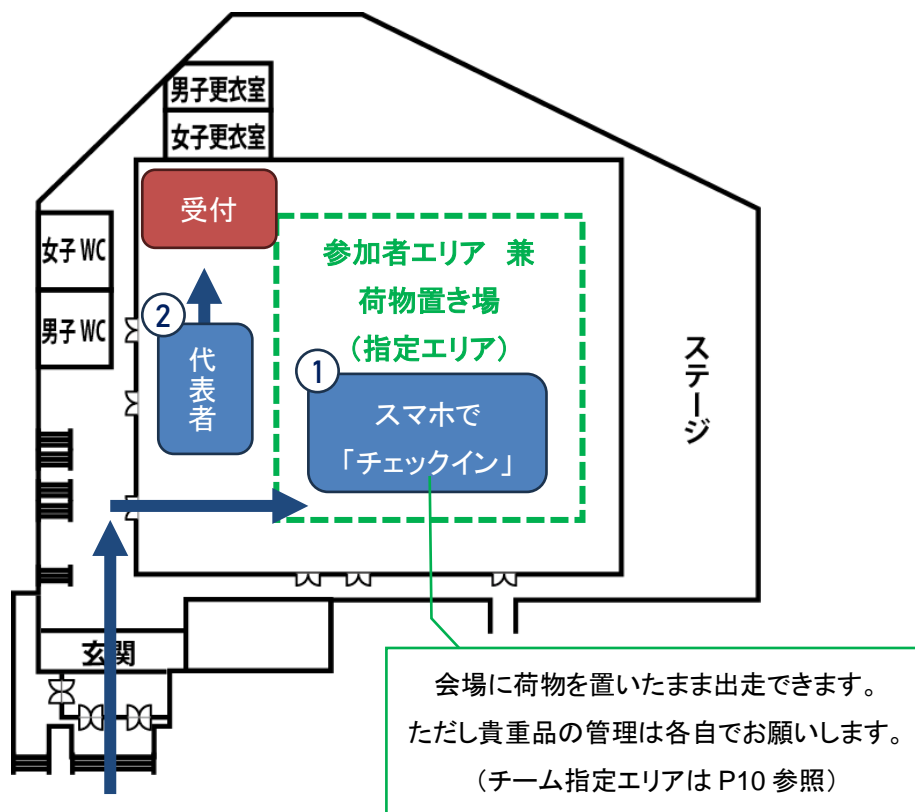 男子更衣室
女子更衣室
受付
女子 WC
男子 WC
参加者エリア　兼
荷物置き場
（指定エリア）
②
代表者
①
スマホで
「チェックイン」
ステージ
玄関
会場に荷物を置いたまま出走できます。
ただし貴重品の管理は各自でお願いします。
（チーム指定エリアは P10 参照）